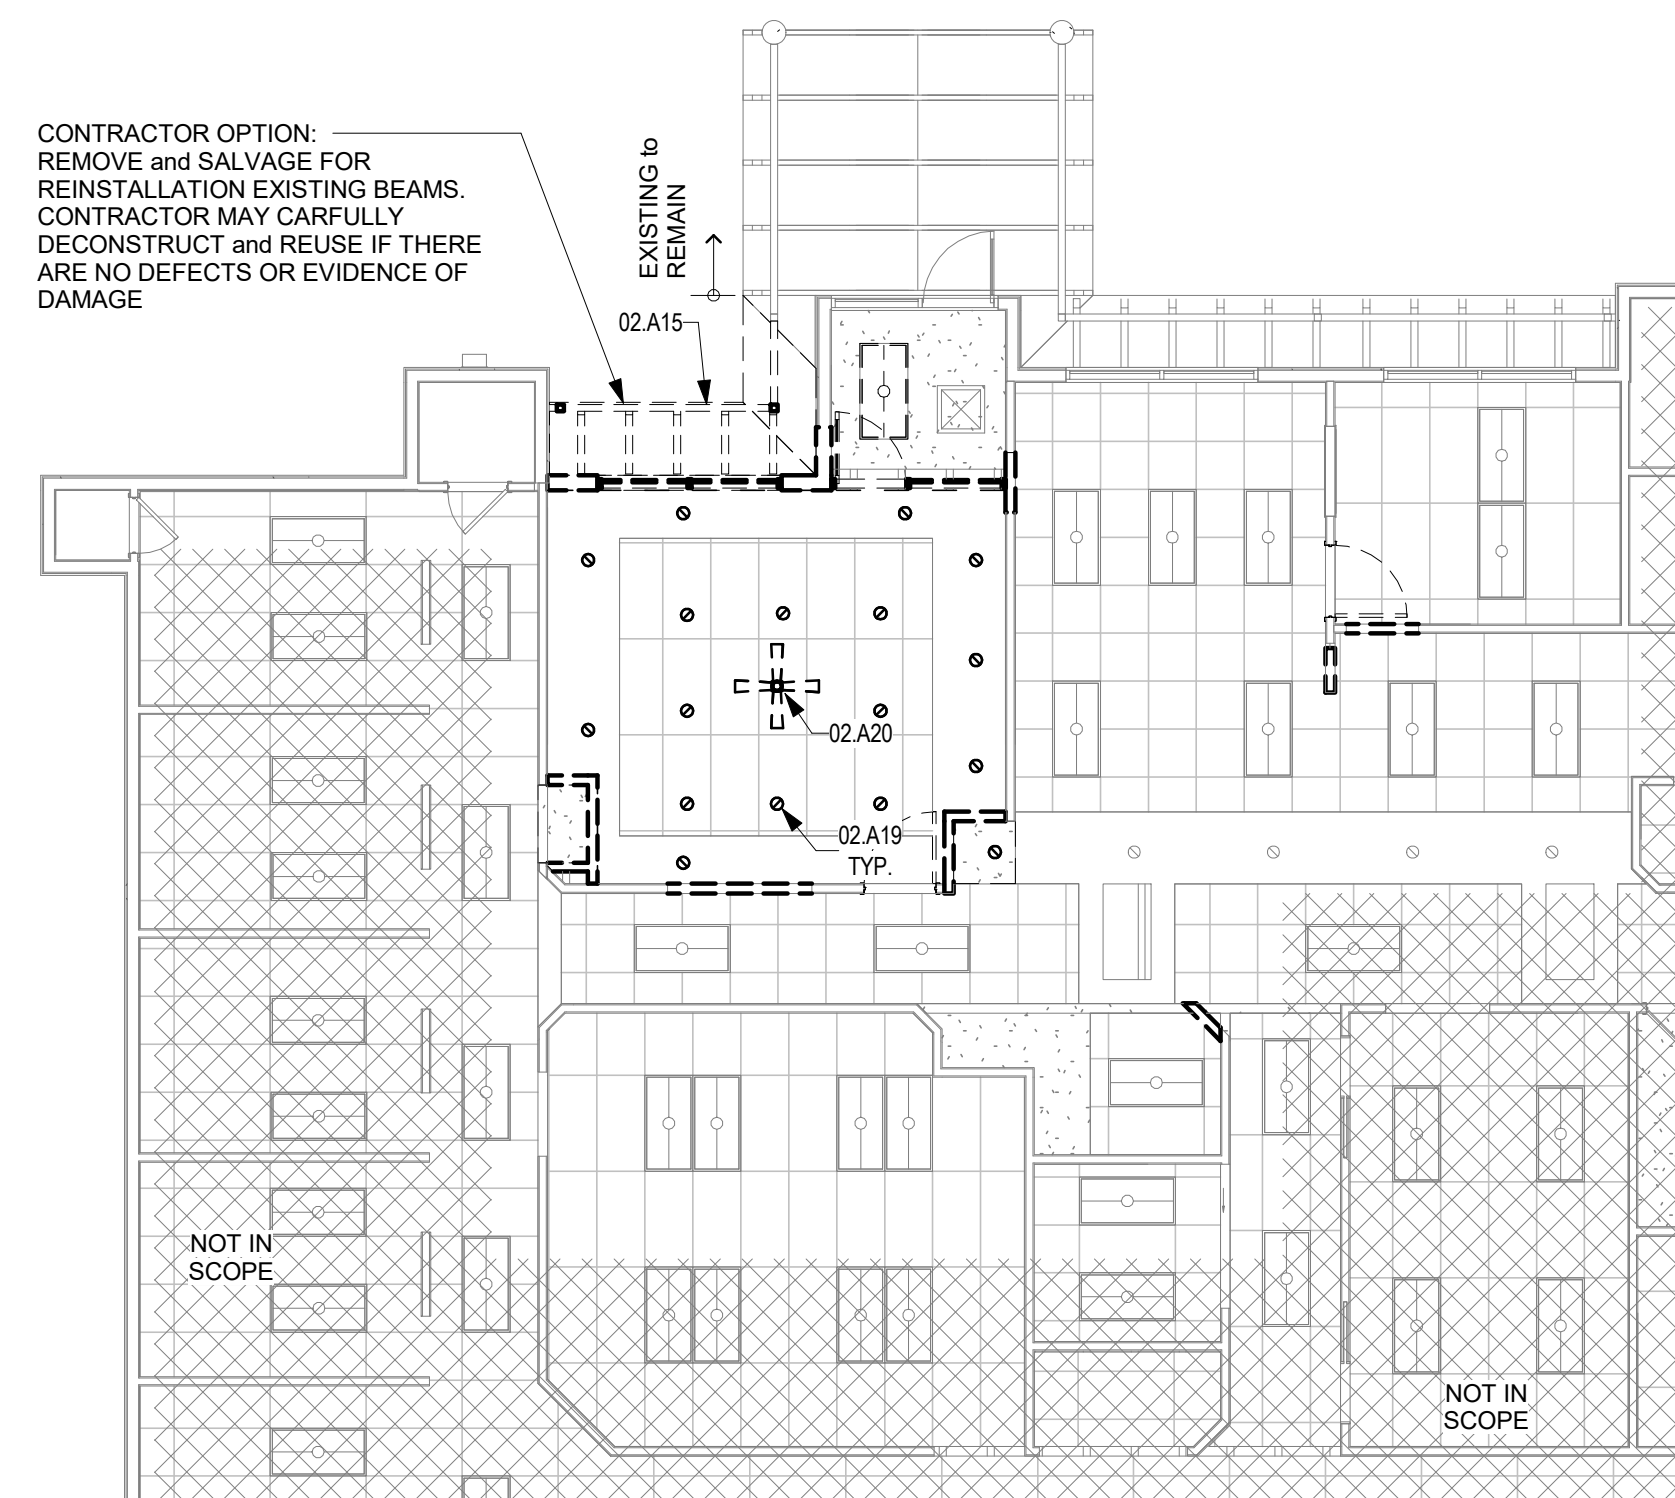 CONTRACTOR OPTION:
REMOVE and SALVAGE FOR
REINSTALLATION EXISTING BEAMS.
CONTRACTOR MAY CARFULLY
DECONSTRUCT and REUSE IF THERE
ARE NO DEFECTS OR EVIDENCE OF
DAMAGE
EXISTING to
REMAIN
02.A15
02.A20
02.A19
TYP.
NOT IN
SCOPE
NOT IN
SCOPE